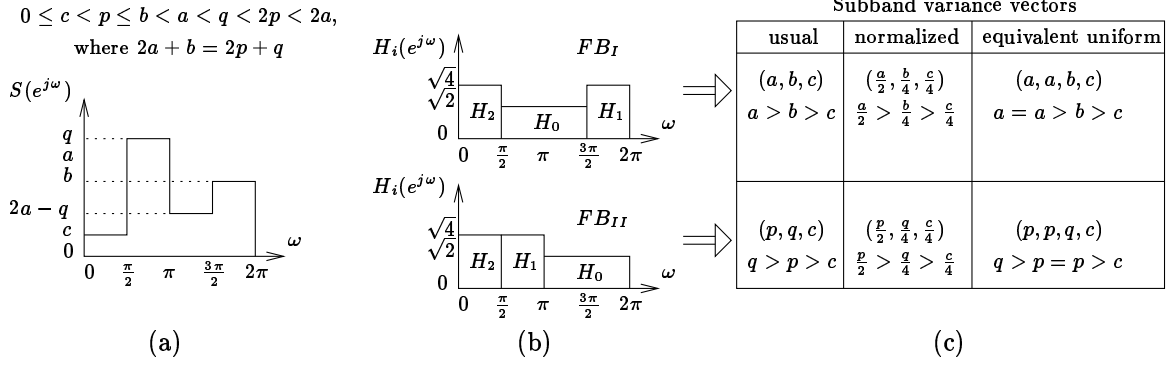 0 ≤ c < p ≤ b < a < q < 2p < 2a,
where 2a + b = 2p + q
S(e^{jω})
q
a
b
2a − q
c
0
0 π/2 π 3π/2 2π
ω
(a)
H_i(e^{jω})
FB_I
√4
√2
0
H_2 H_0 H_1
ω
0 π/2 π 3π/2 2π
H_i(e^{jω})
FB_{II}
√4
√2
0
H_2 H_1 H_0
ω
0 π/2 π 3π/2 2π
(b)
Subband variance vectors
usual normalized equivalent uniform
(a, b, c) (a/2, b/4, c/4) (a, a, b, c)
a > b > c a/2 > b/4 > c/4 a = a > b > c
(p, q, c) (p/2, q/4, c/4) (p, p, q, c)
q > p > c p/2 > q/4 > c/4 q > p = p > c
(c)